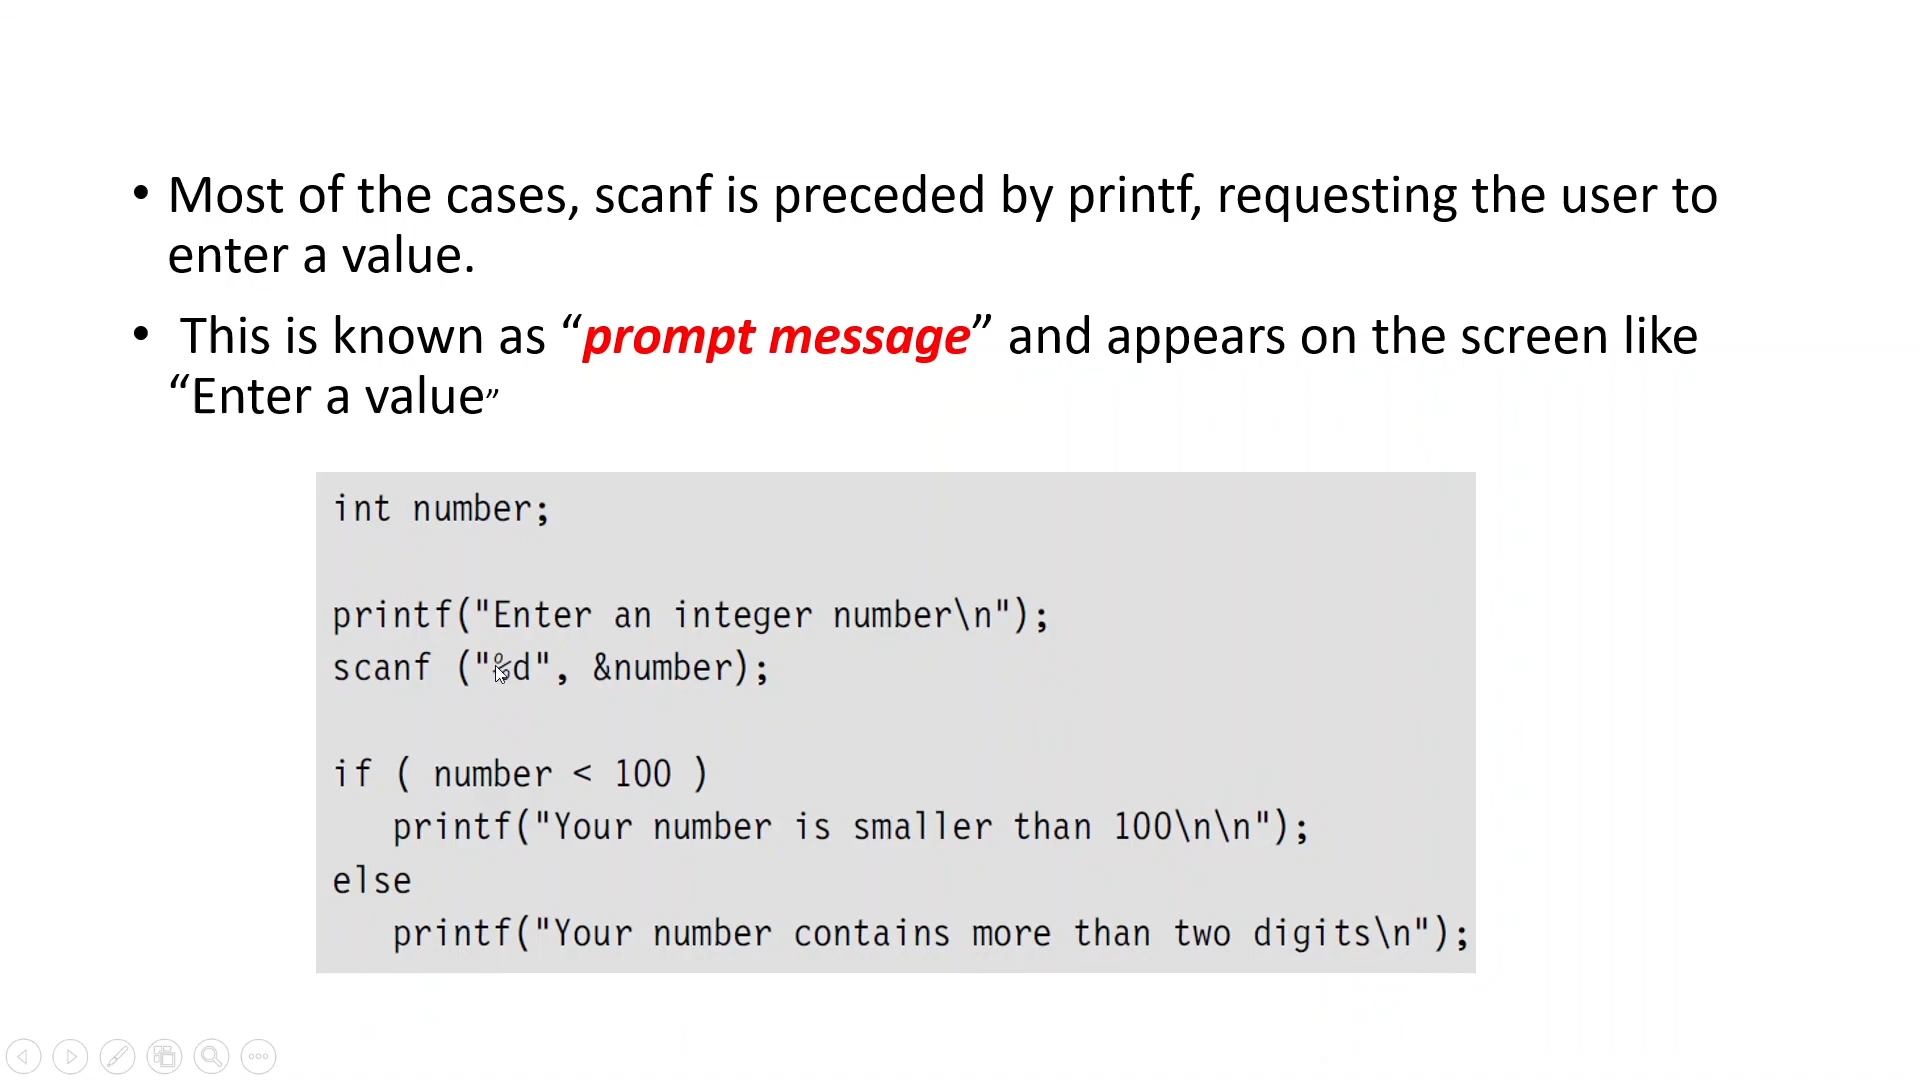 • Most of the cases, scanf is preceded by printf, requesting the user to
enter a value.
• This is known as “prompt message” and appears on the screen like
“Enter a value”
int number;
printf("Enter an integer number\n");
scanf ("%d", &number);
if ( number < 100 )
printf("Your number is smaller than 100\n\n");
else
printf("Your number contains more than two digits\n");